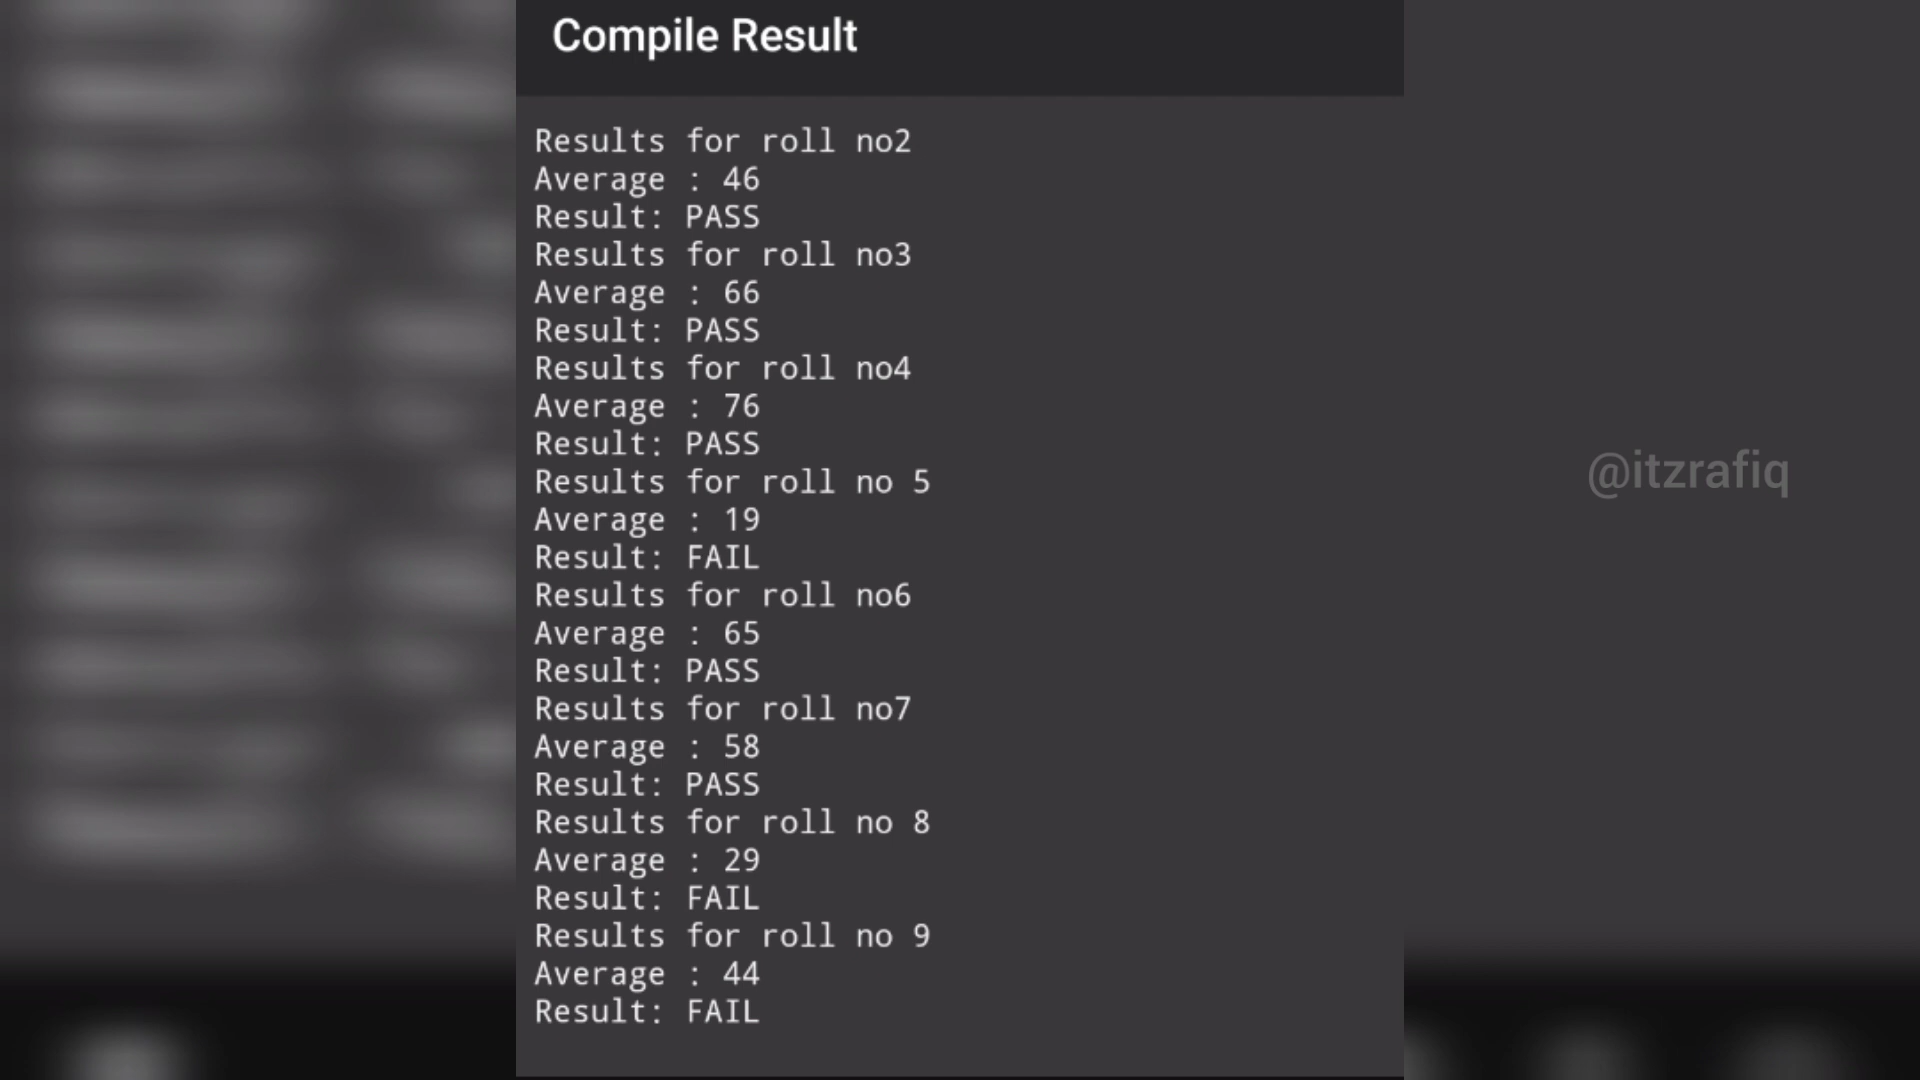 Compile Result
Results for roll no2
Average : 46
Result: PASS
Results for roll no3
Average : 66
Result: PASS
Results for roll no4
Average : 76
Result: PASS
Results for roll no 5
Average : 19
Result: FAIL
Results for roll no6
Average : 65
Result: PASS
Results for roll no7
Average : 58
Result: PASS
Results for roll no 8
Average : 29
Result: FAIL
Results for roll no 9
Average : 44
Result: FAIL
@itzrafiq